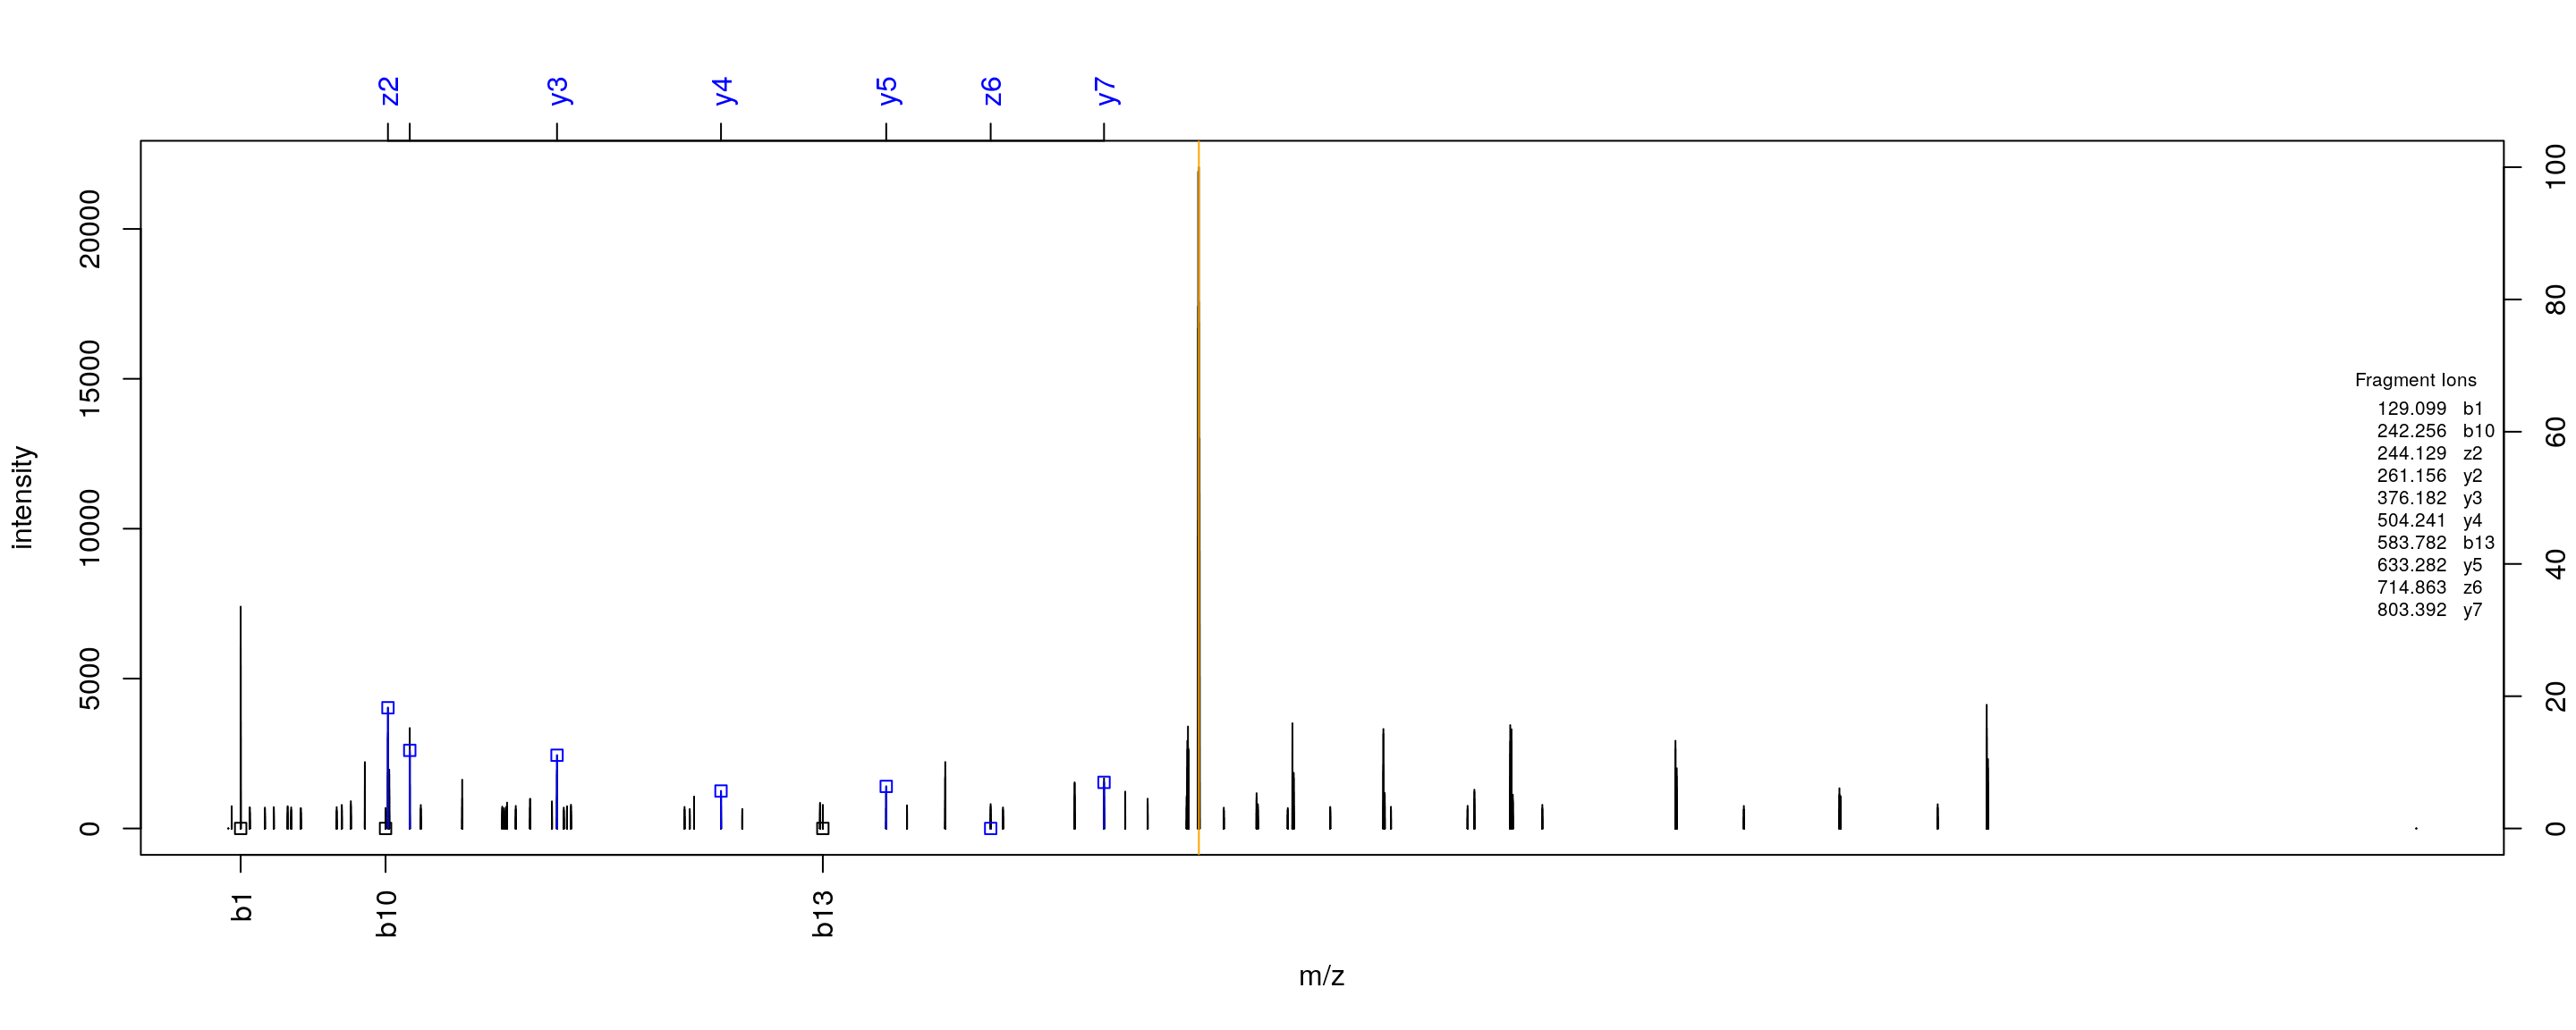 z2 y3 y4 y5 z6 y7
intensity
20000
15000
10000
5000
0
100
80
60
40
20
0
Fragment Ions
129.099 b1
242.256 b10
244.129 z2
261.156 y2
376.182 y3
504.241 y4
583.782 b13
633.282 y5
714.863 z6
803.392 y7
b1 b10 b13
m/z